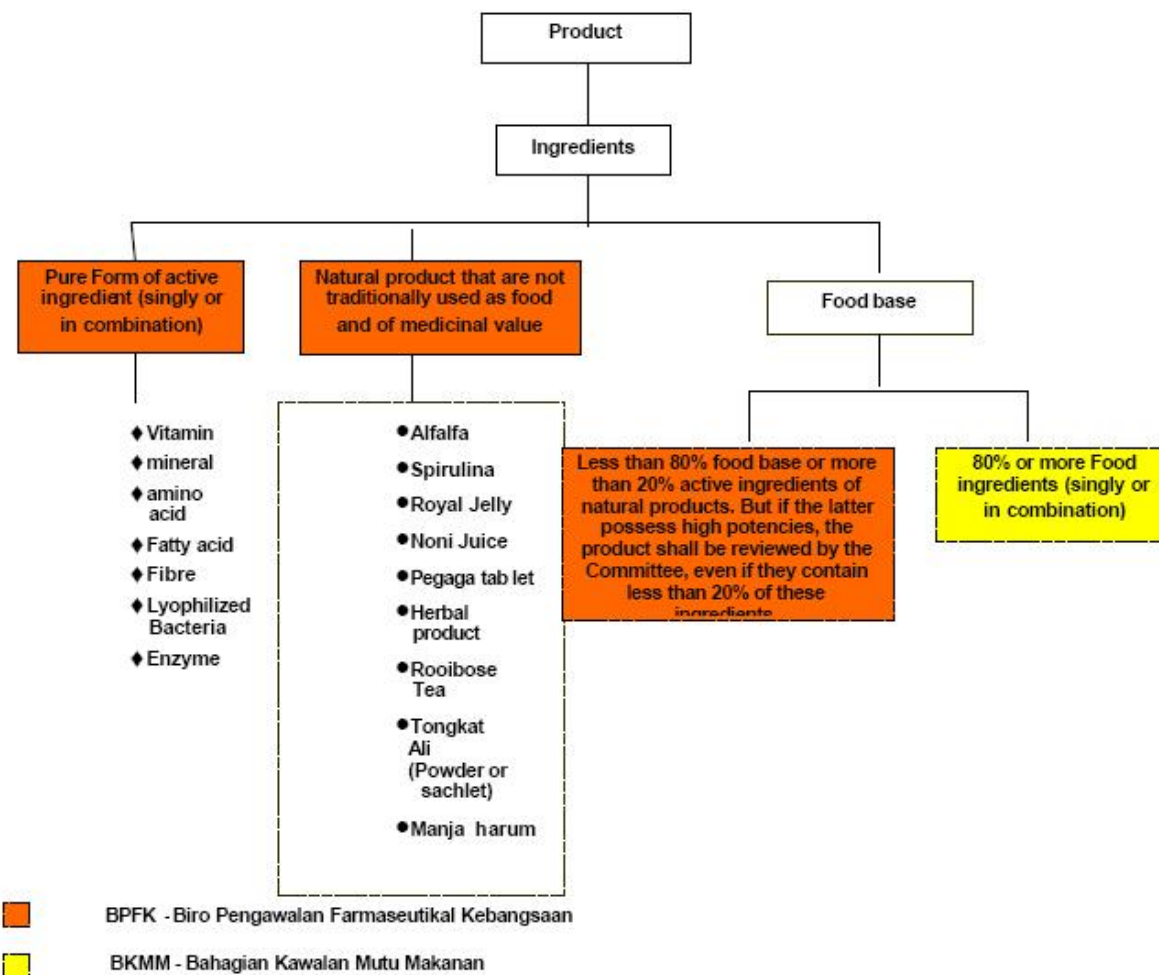 Product
Ingredients
Pure Form of active
ingredient (singly or
in combination)
Natural product that are not
traditionally used as food
and of medicinal value
Food base
♦ Vitamin
♦ mineral
♦ amino
acid
♦ Fatty acid
♦ Fibre
♦ Lyophilized
Bacteria
♦ Enzyme
● Alfalfa
● Spirulina
● Royal Jelly
● Noni Juice
● Pegaga tablet
● Herbal
product
● Rooibose
Tea
● Tongkat
Ali
(Powder or
sachlet)
● Manja harum
Less than 80% food base or more
than 20% active ingredients of
natural products. But if the latter
possess high potencies, the
product shall be reviewed by the
Committee, even if they contain
less than 20% of these
ingredients
80% or more Food
ingredients (singly or
in combination)
BPFK - Biro Pengawalan Farmaseutikal Kebangsaan
BKMM - Bahagian Kawalan Mutu Makanan